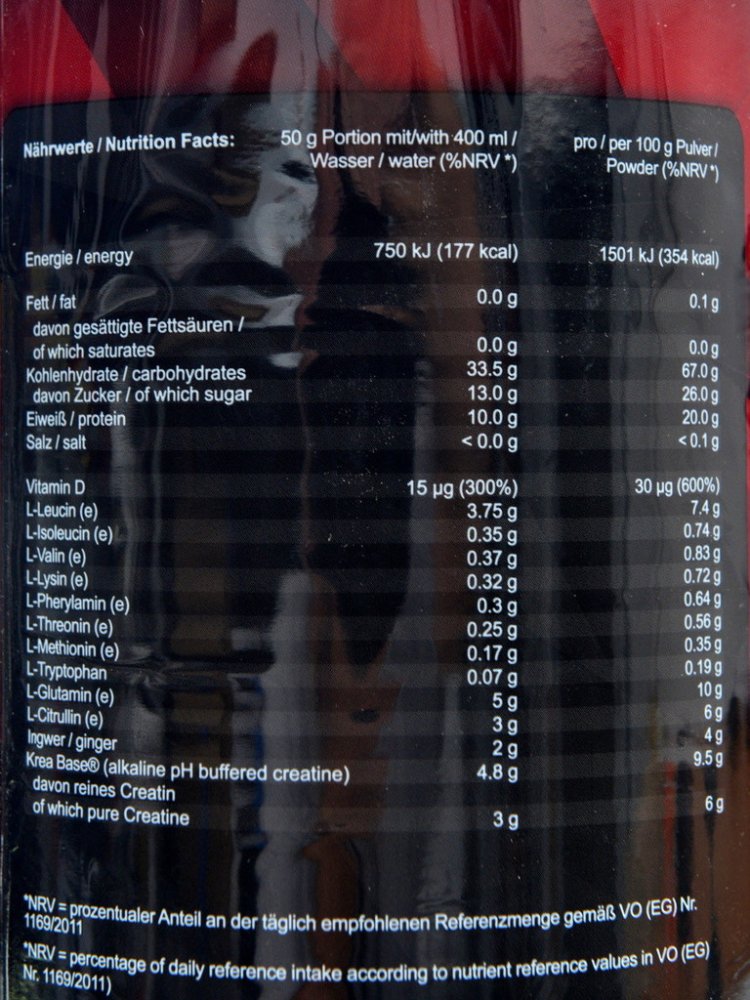 Nährwerte / Nutrition Facts: 50 g Portion mit/with 400 ml / pro / per 100 g Pulver /
Wasser / water (%NRV *) Powder (%NRV *)
Energie / energy 750 kJ (177 kcal) 1501 kJ (354 kcal)
Fett / fat 0.0 g 0.1 g
davon gesättigte Fettsäuren /
of which saturates 0.0 g 0.0 g
Kohlenhydrate / carbohydrates 33.5 g 67.0 g
davon Zucker / of which sugar 13.0 g 26.0 g
Eiweiß / protein 10.0 g 20.0 g
Salz / salt < 0.0 g < 0.1 g
Vitamin D 15 µg (300%) 30 µg (600%)
L-Leucin (e) 3.75 g 7.4 g
L-Isoleucin (e) 0.35 g 0.74 g
L-Valin (e) 0.37 g 0.83 g
L-Lysin (e) 0.32 g 0.72 g
L-Pherylamin (e) 0.3 g 0.64 g
L-Threonin (e) 0.25 g 0.56 g
L-Methionin (e) 0.17 g 0.35 g
L-Tryptophan 0.07 g 0.19 g
L-Glutamin (e) 5 g 10 g
L-Citrullin (e) 3 g 6 g
Ingwer / ginger 2 g 4 g
Krea Base® (alkaline pH buffered creatine) 4.8 g 9.5 g
davon reines Creatin
of which pure Creatine 3 g 6 g
*NRV = prozentualer Anteil an der täglich empfohlenen Referenzmenge gemäß VO (EG) Nr.
1169/2011
*NRV = percentage of daily reference intake according to nutrient reference values in VO (EG)
Nr. 1169/2011)